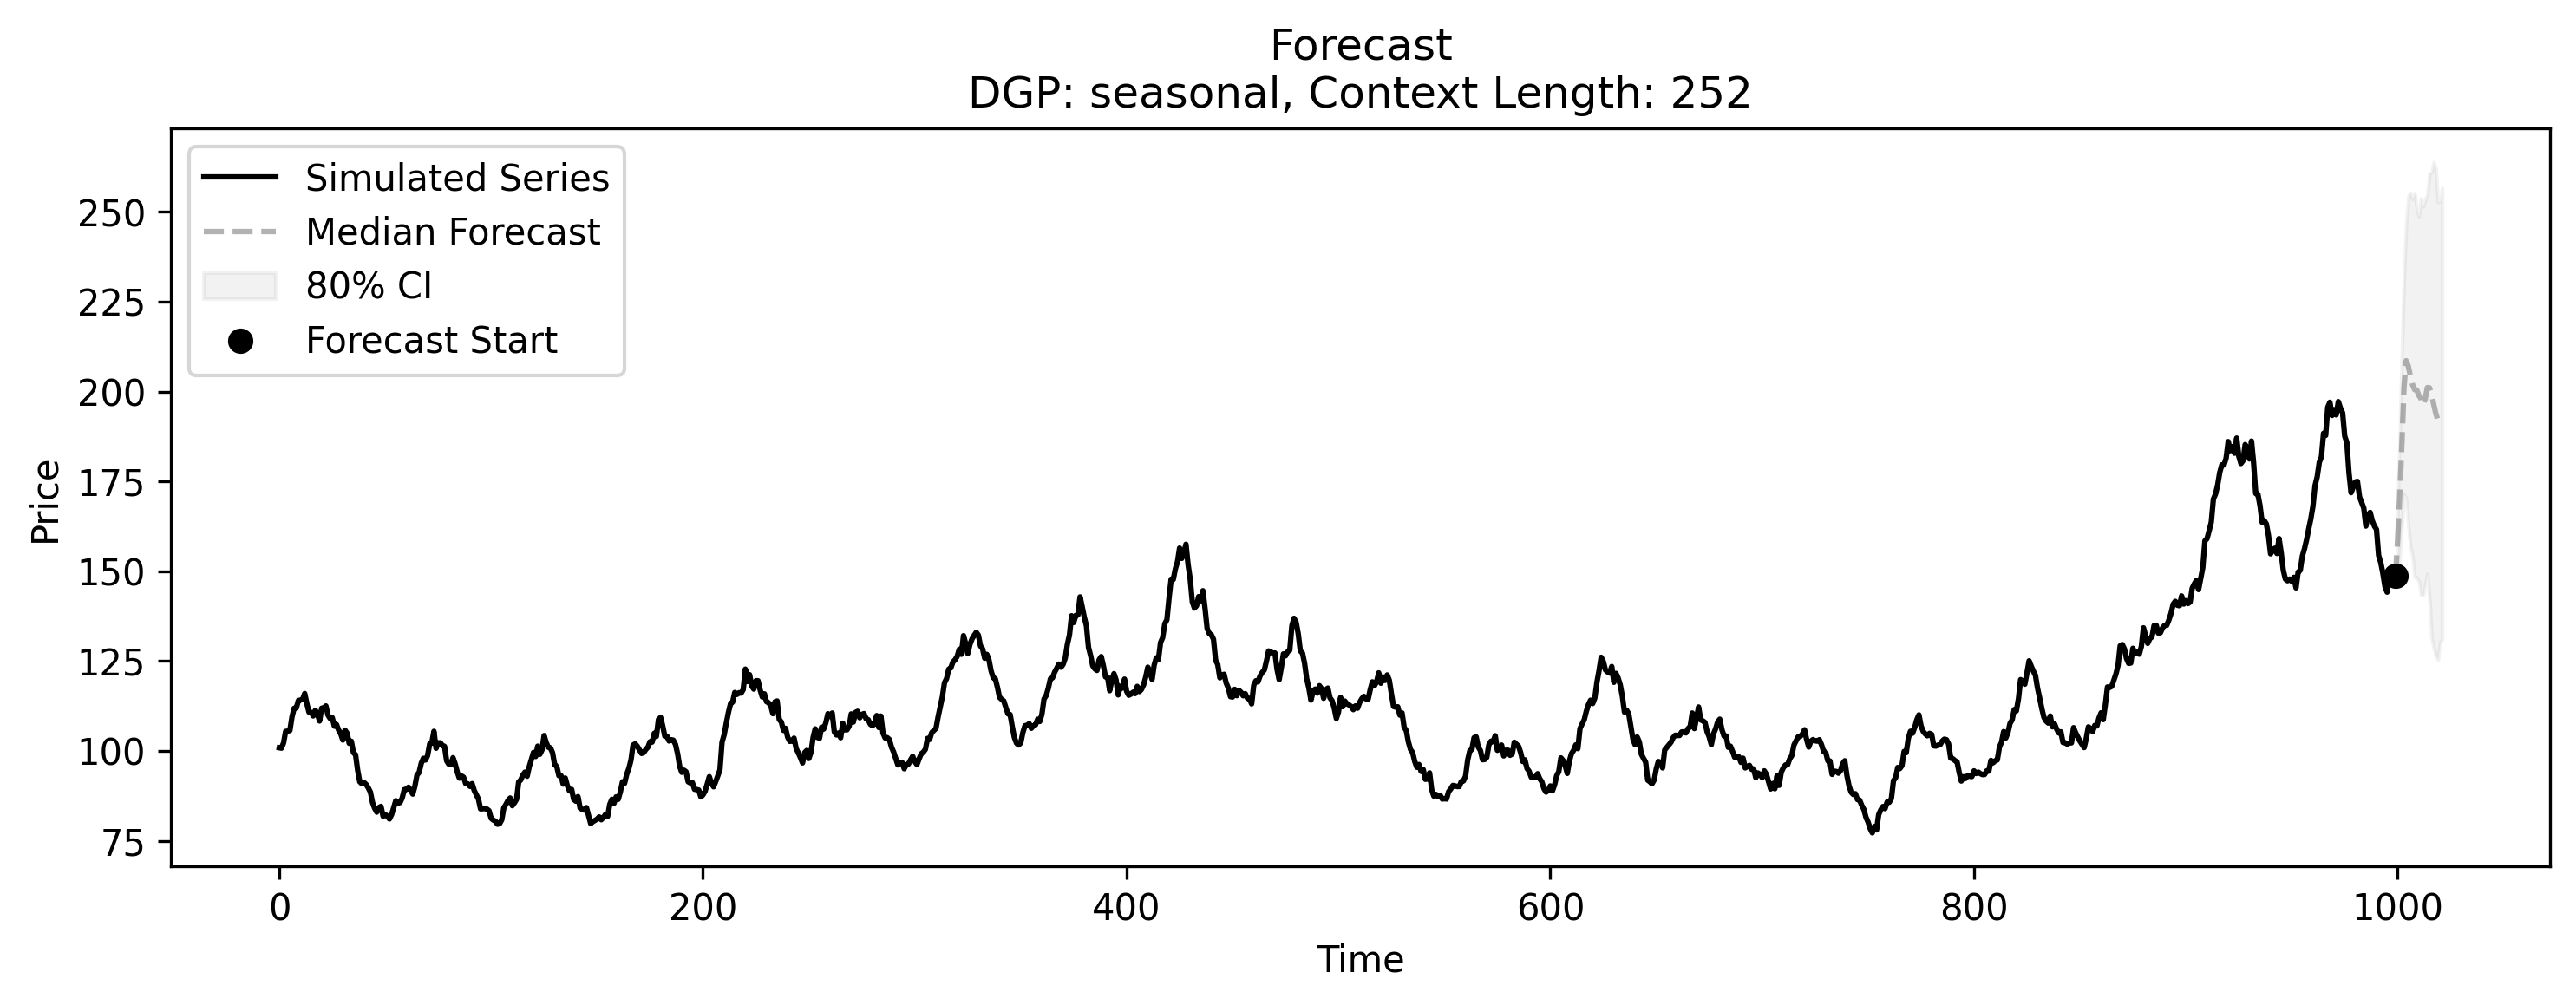 Forecast
DGP: seasonal, Context Length: 252
Simulated Series
Median Forecast
80% CI
Forecast Start
Price
250
225
200
175
150
125
100
75
0
200
400
600
800
1000
Time